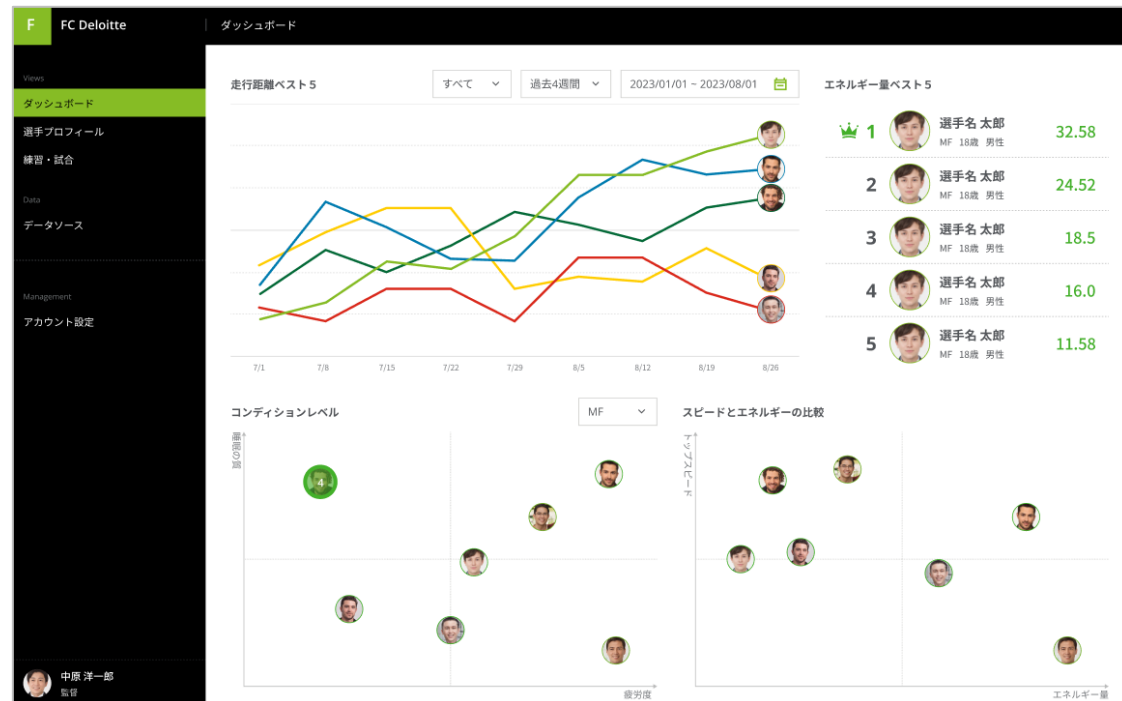 F FC Deloitte
ダッシュボード
Views
ダッシュボード
選手プロフィール
練習・試合
Data
データソース
Management
アカウント設定
中原 洋一郎
監督
走行距離ベスト5
すべて
過去4週間
2023/01/01 ~ 2023/08/01
7/1 7/8 7/15 7/22 7/29 8/5 8/12 8/19 8/26
エネルギー量ベスト5
1 選手名 太郎 32.58
MF 18歳 男性
2 選手名 太郎 24.52
MF 18歳 男性
3 選手名 太郎 18.5
MF 18歳 男性
4 選手名 太郎 16.0
MF 18歳 男性
5 選手名 太郎 11.58
MF 18歳 男性
コンディションレベル
MF
睡眠の質
4
疲労度
スピードとエネルギーの比較
トップスピード
エネルギー量